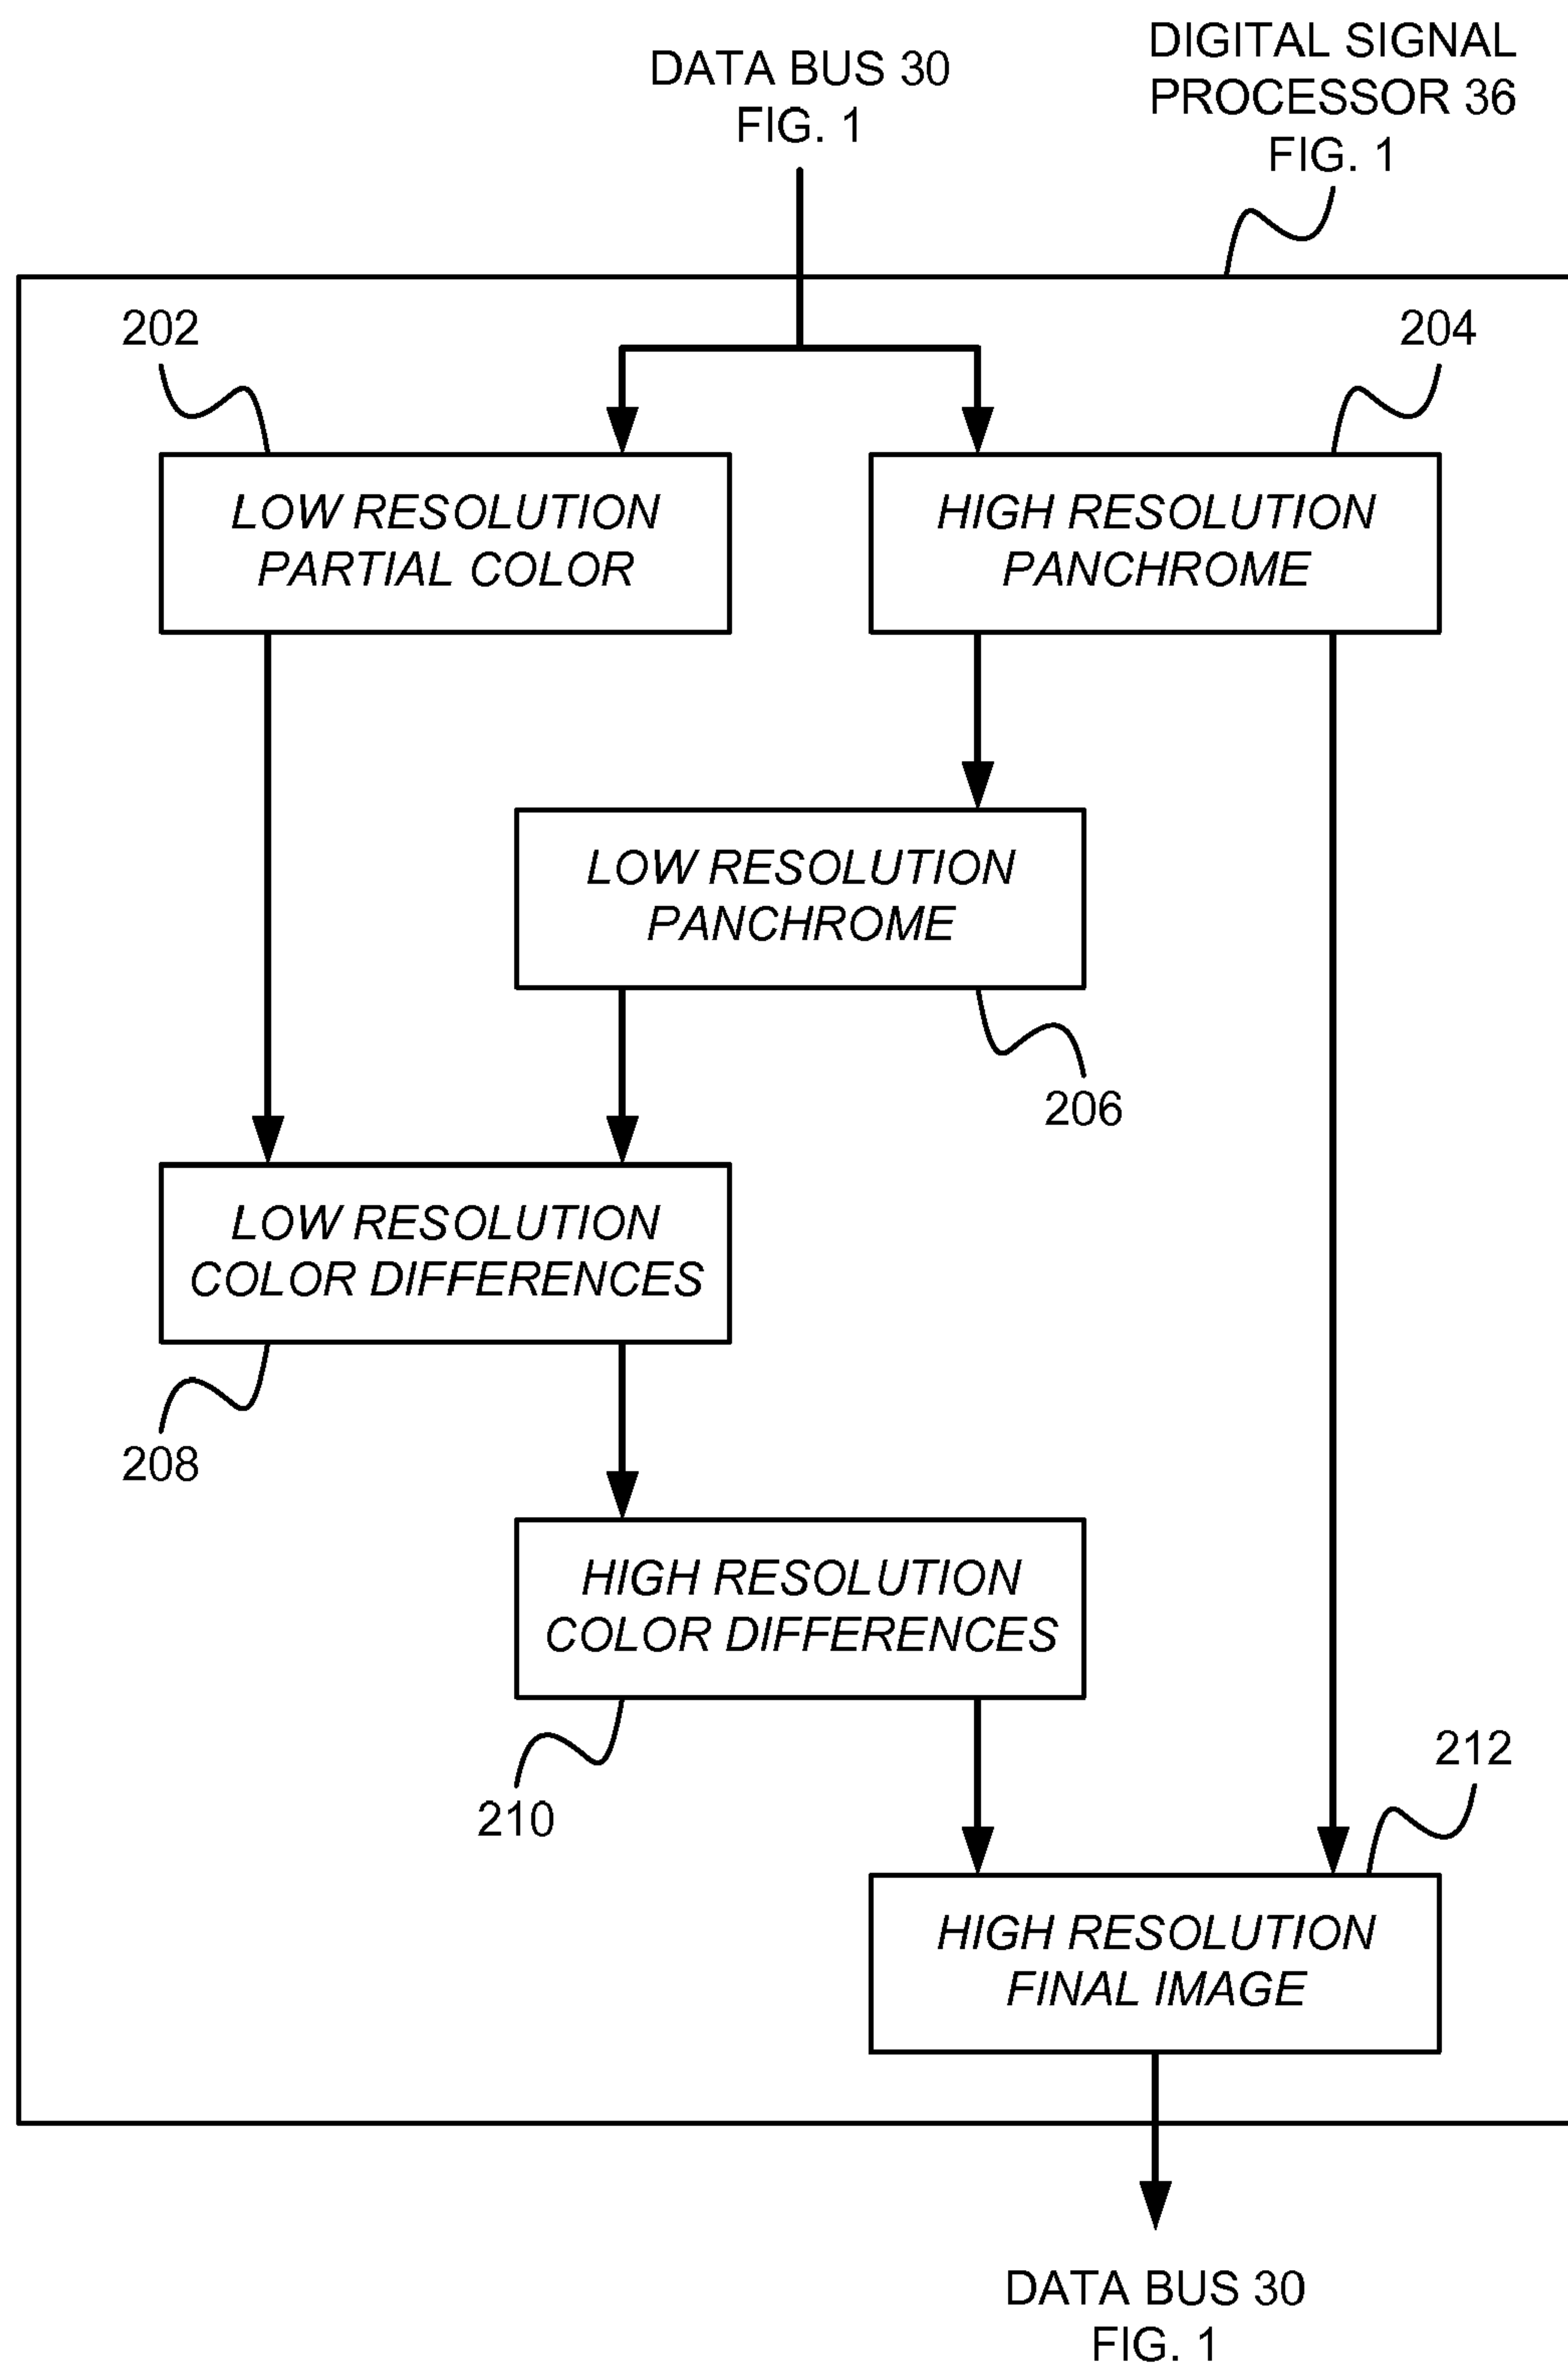 DATA BUS 30
FIG. 1
DIGITAL SIGNAL
PROCESSOR 36
FIG. 1
202
204
LOW RESOLUTION
PARTIAL COLOR
HIGH RESOLUTION
PANCHROME
LOW RESOLUTION
PANCHROME
206
LOW RESOLUTION
COLOR DIFFERENCES
208
HIGH RESOLUTION
COLOR DIFFERENCES
210
212
HIGH RESOLUTION
FINAL IMAGE
DATA BUS 30
FIG. 1